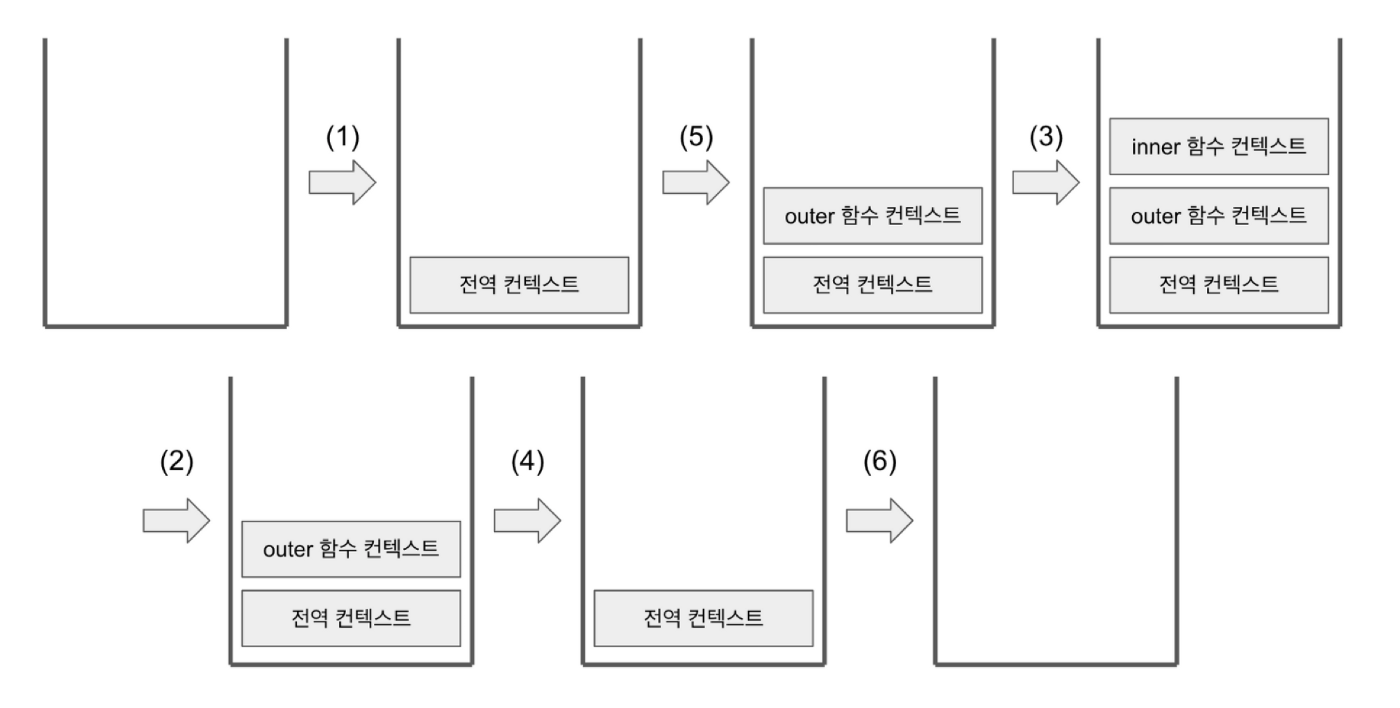 (1)
전역 컨텍스트
(5)
outer 함수 컨텍스트
전역 컨텍스트
(3)
inner 함수 컨텍스트
outer 함수 컨텍스트
전역 컨텍스트
(2)
outer 함수 컨텍스트
전역 컨텍스트
(4)
전역 컨텍스트
(6)